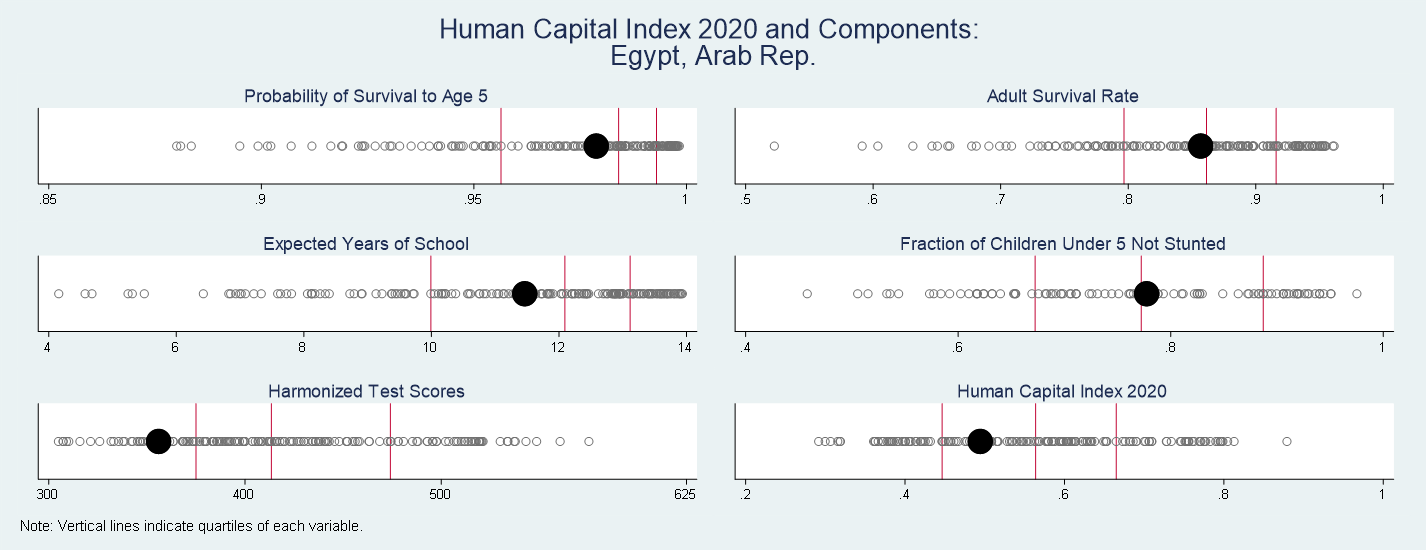 Human Capital Index 2020 and Components:
Egypt, Arab Rep.
Probability of Survival to Age 5
.85 .9 .95 1
Adult Survival Rate
.5 .6 .7 .8 .9 1
Expected Years of School
4 6 8 10 12 14
Fraction of Children Under 5 Not Stunted
.4 .6 .8 1
Harmonized Test Scores
300 400 500 625
Human Capital Index 2020
.2 .4 .6 .8 1
Note: Vertical lines indicate quartiles of each variable.